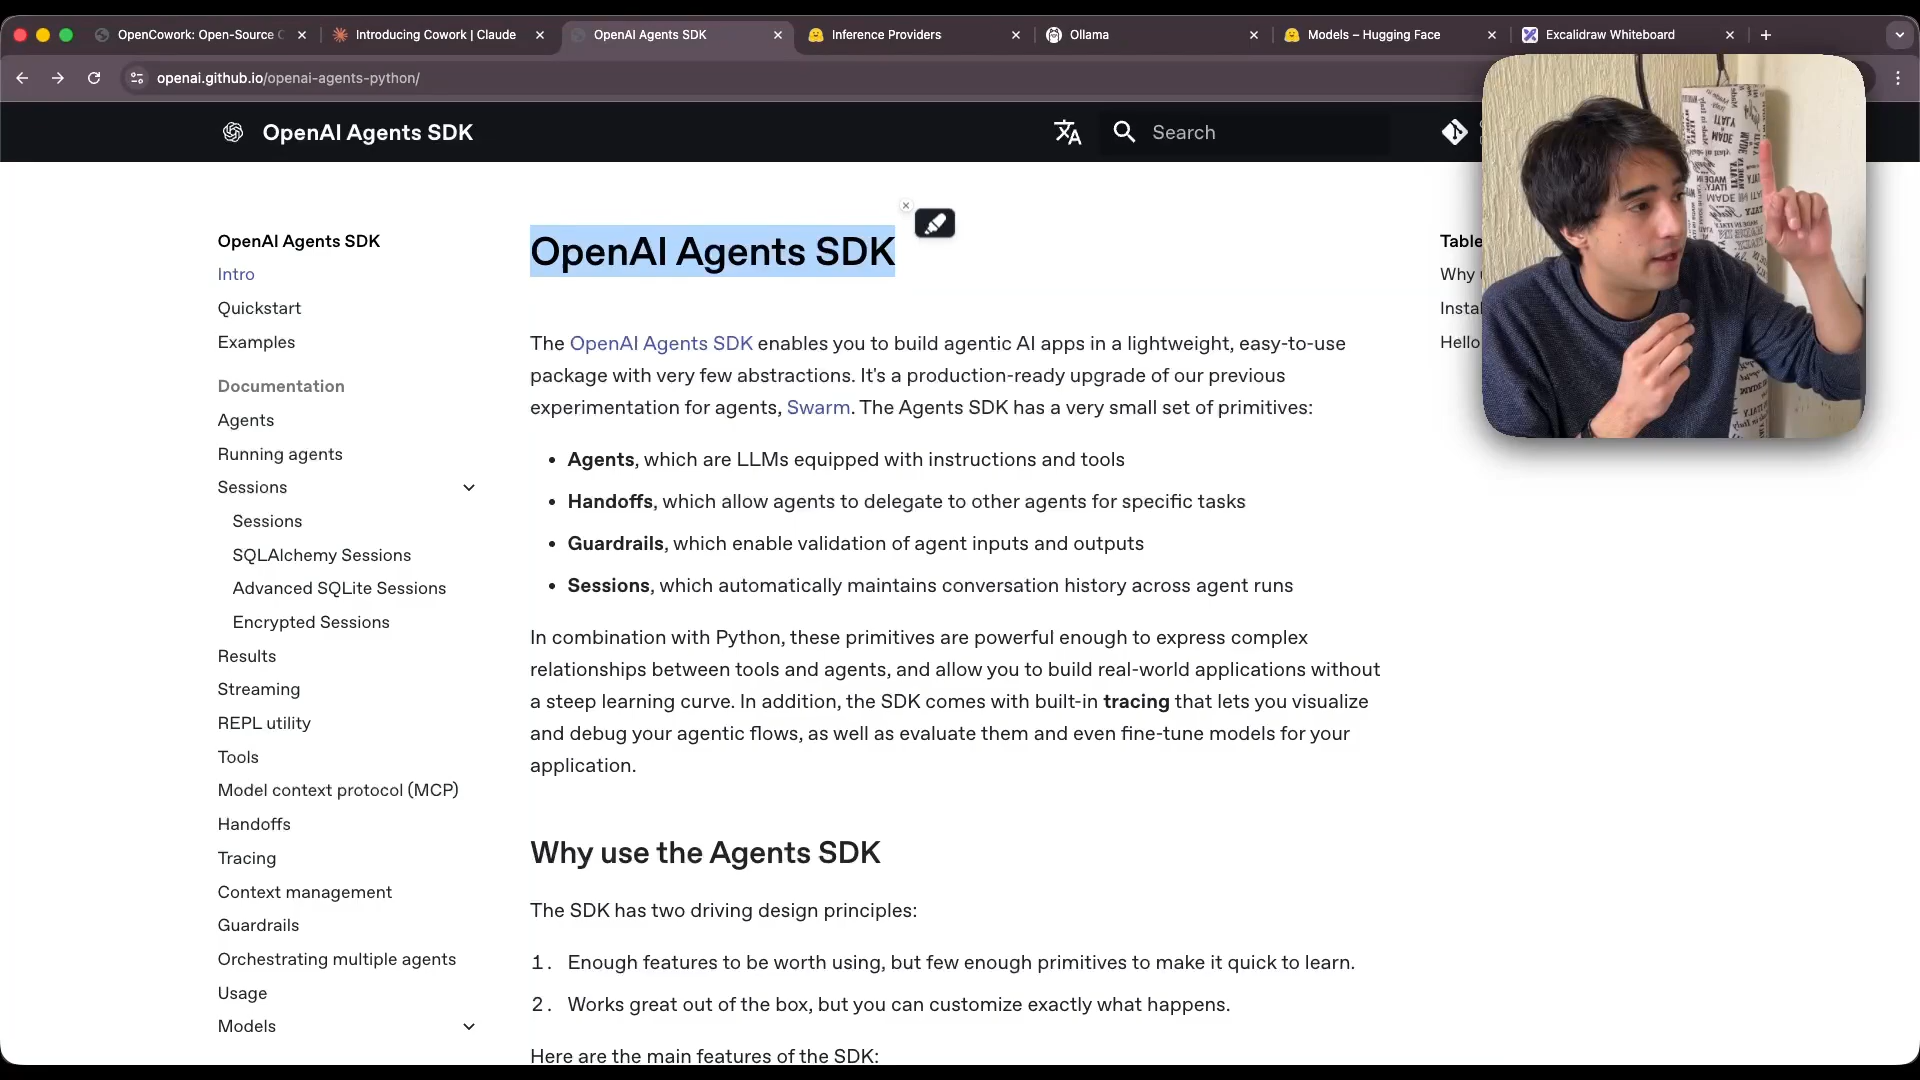 OpenCowork: Open-Source
Introducing Cowork | Claude
OpenAI Agents SDK
Inference Providers
Ollama
Models – Hugging Face
Excalidraw Whiteboard
openai.github.io/openai-agents-python/
OpenAI Agents SDK
Search
OpenAI Agents SDK
Intro
Quickstart
Examples
Documentation
Agents
Running agents
Sessions
Sessions
SQLAlchemy Sessions
Advanced SQLite Sessions
Encrypted Sessions
Results
Streaming
REPL utility
Tools
Model context protocol (MCP)
Handoffs
Tracing
Context management
Guardrails
Orchestrating multiple agents
Usage
Models
OpenAI Agents SDK
The OpenAI Agents SDK enables you to build agentic AI apps in a lightweight, easy-to-use
package with very few abstractions. It's a production-ready upgrade of our previous
experimentation for agents, Swarm. The Agents SDK has a very small set of primitives:
• Agents, which are LLMs equipped with instructions and tools
• Handoffs, which allow agents to delegate to other agents for specific tasks
• Guardrails, which enable validation of agent inputs and outputs
• Sessions, which automatically maintains conversation history across agent runs
In combination with Python, these primitives are powerful enough to express complex
relationships between tools and agents, and allow you to build real-world applications without
a steep learning curve. In addition, the SDK comes with built-in tracing that lets you visualize
and debug your agentic flows, as well as evaluate them and even fine-tune models for your
application.
Why use the Agents SDK
The SDK has two driving design principles:
1. Enough features to be worth using, but few enough primitives to make it quick to learn.
2. Works great out of the box, but you can customize exactly what happens.
Here are the main features of the SDK:
Table
Why
Hello